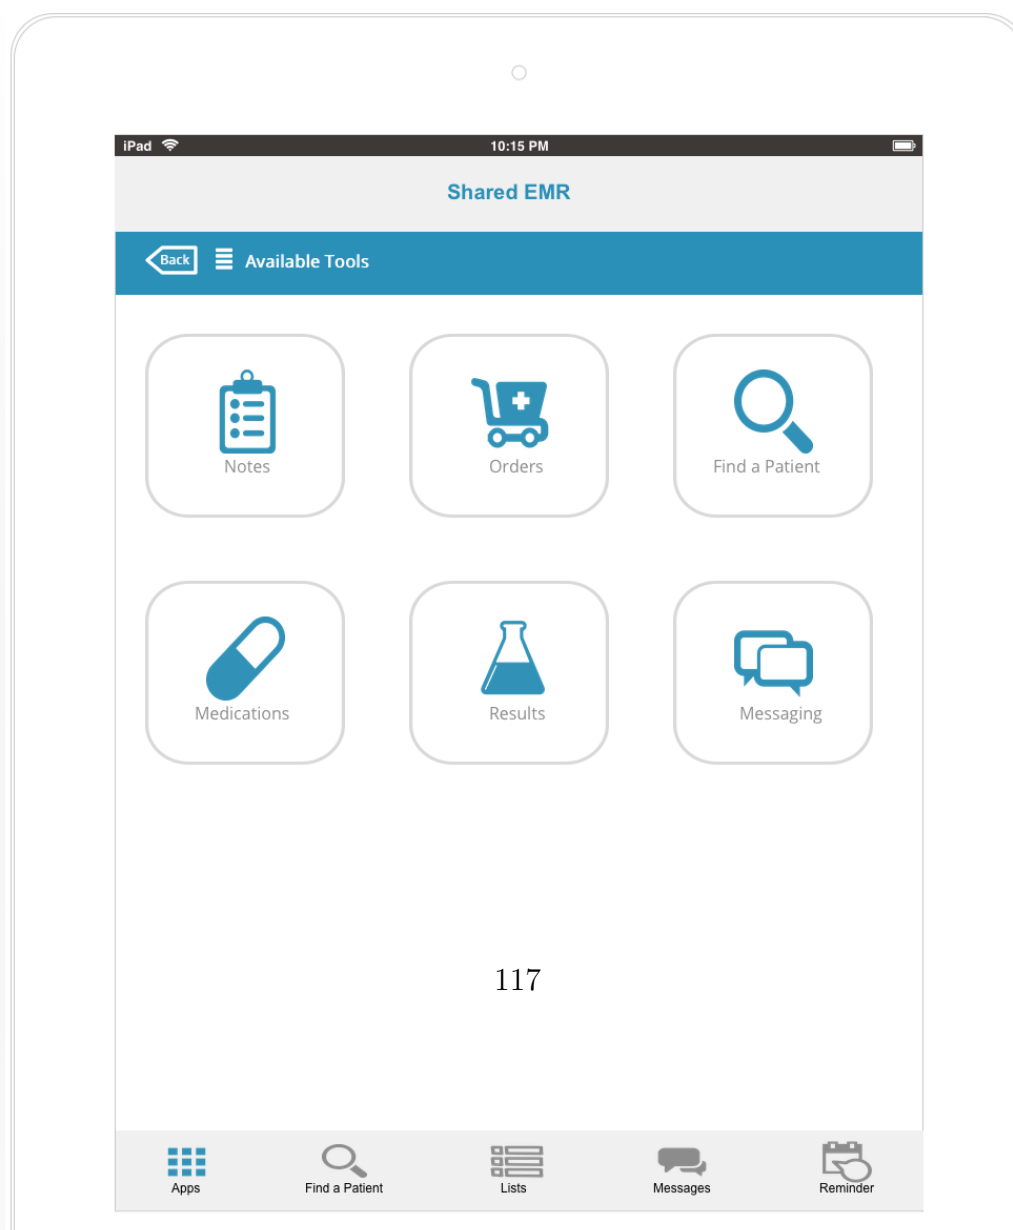 iPad 10:15 PM
Shared EMR
Back Available Tools
Notes Orders Find a Patient
Medications Results Messaging
117
Apps Find a Patient Lists Messages Reminder